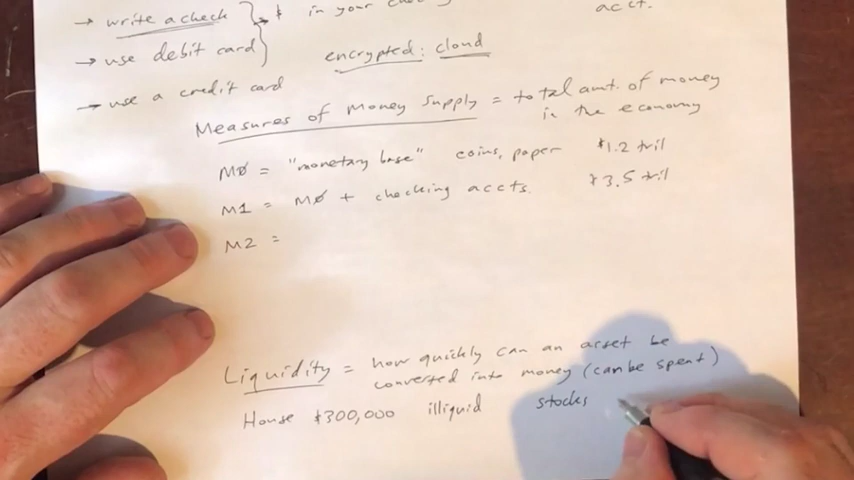 → write a check } → $ in your
acct.
→ use debit card
encrypted: cloud
→ use a credit card
Measures of Money Supply = total amt. of money
in the economy
MØ = "monetary base" coins, paper $1.2 tril
M1 = MØ + checking accts. $3.5 tril
M2 =
Liquidity = how quickly can an asset be
converted into money (can be spent)
House $300,000 illiquid stocks